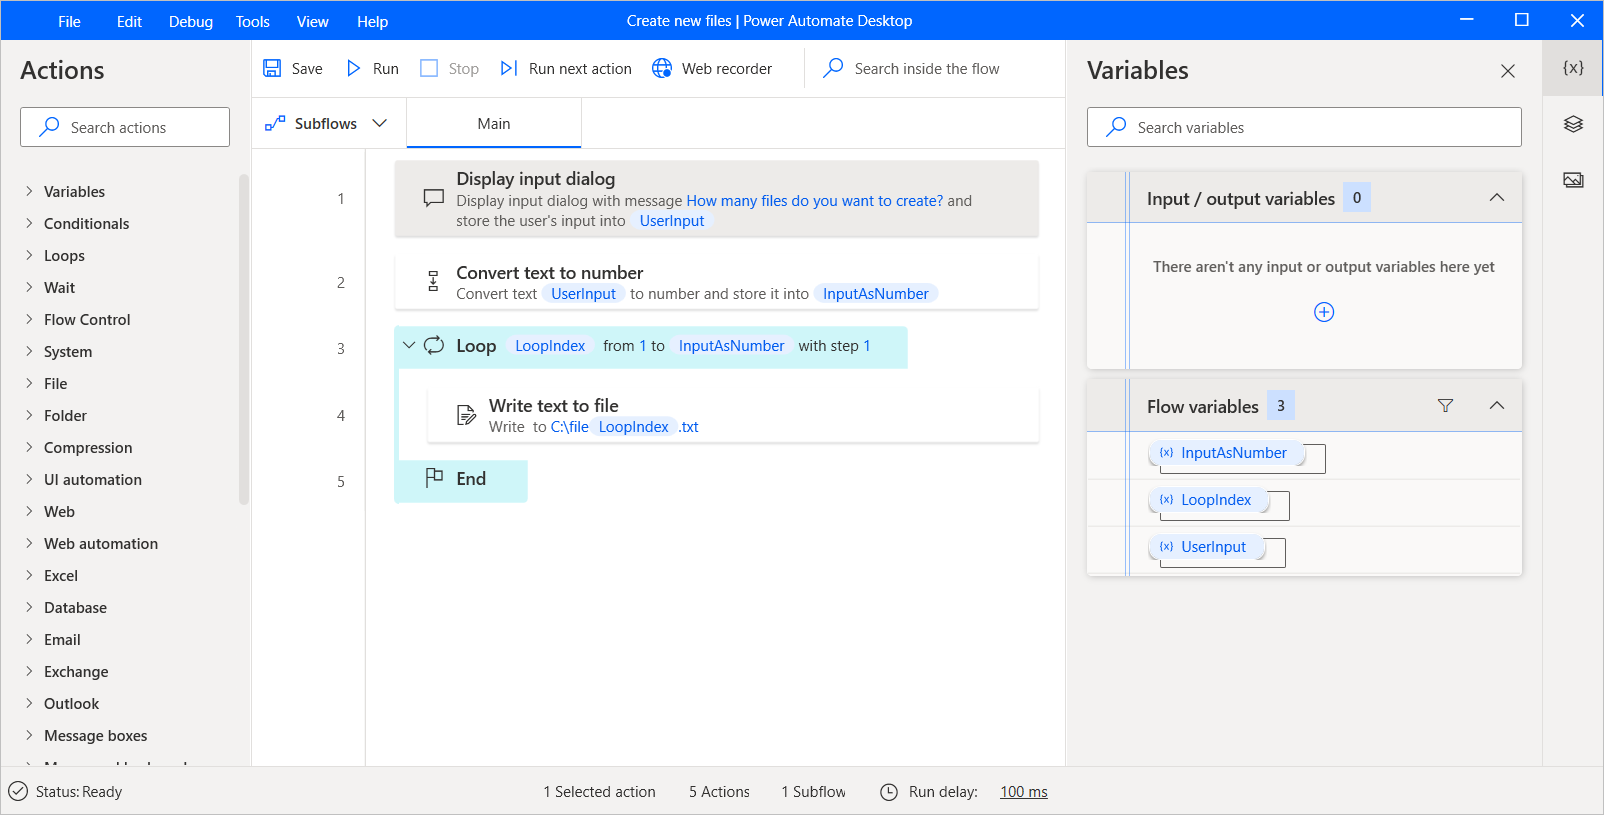 File Edit Debug Tools View Help
Create new files | Power Automate Desktop
Actions
Search actions
Variables
Conditionals
Loops
Wait
Flow Control
System
File
Folder
Compression
UI automation
Web
Web automation
Excel
Database
Email
Exchange
Outlook
Message boxes
Save Run Stop Run next action Web recorder Search inside the flow
Subflows Main
1
Display input dialog
Display input dialog with message How many files do you want to create? and
store the user's input into UserInput
2
Convert text to number
Convert text UserInput to number and store it into InputAsNumber
3
Loop LoopIndex from 1 to InputAsNumber with step 1
4
Write text to file
Write to C:\file LoopIndex .txt
5
End
Variables
{x}
Search variables
Input / output variables 0
There aren't any input or output variables here yet
Flow variables 3
{x} InputAsNumber
{x} LoopIndex
{x} UserInput
Status: Ready 1 Selected action 5 Actions 1 Subflow Run delay: 100 ms